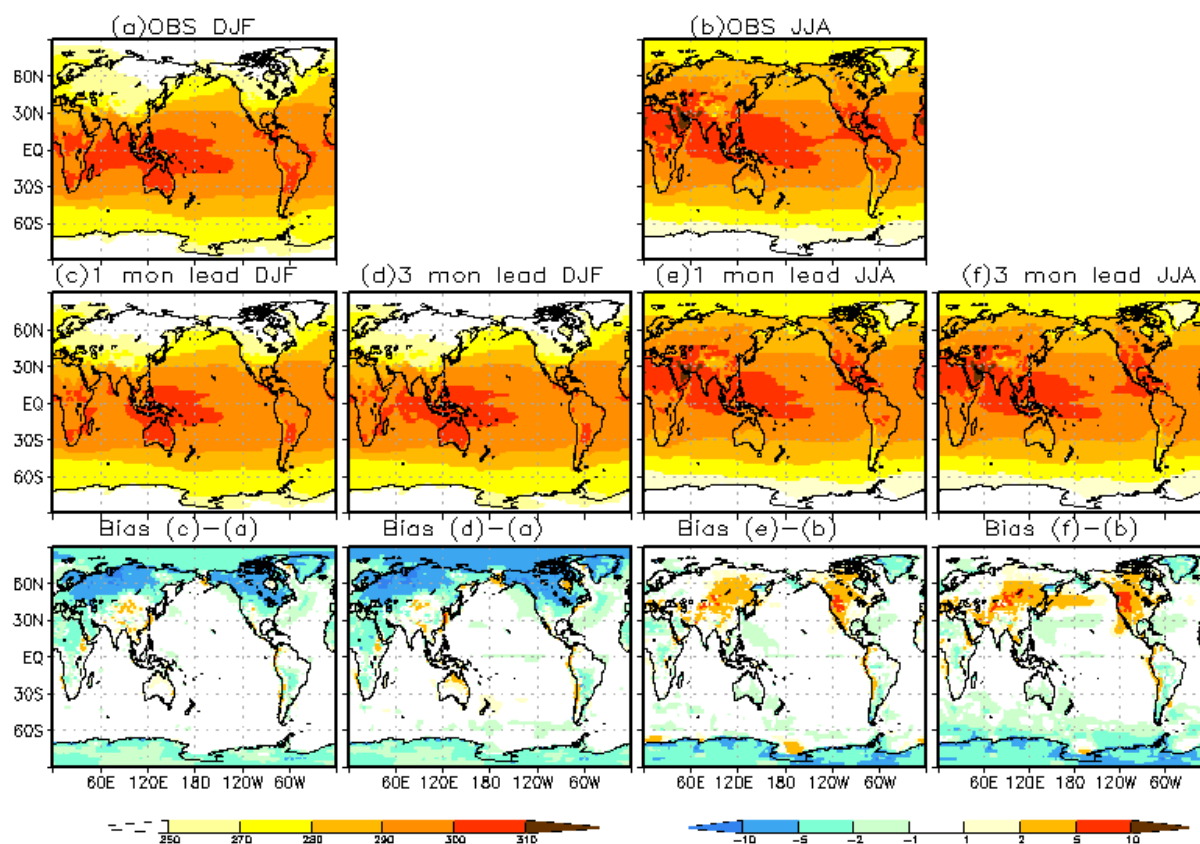 (a)OBS DJF (b)OBS JJA
60N
30N
EQ
30S
60S
(c)1 mon lead DJF (d)3 mon lead DJF (e)1 mon lead JJA (f)3 mon lead JJA
60N
30N
EQ
30S
60S
Bias (c)-(a) Bias (d)-(a) Bias (e)-(b) Bias (f)-(b)
60N
30N
EQ
30S
60S
60E 120E 180 120W 60W 60E 120E 180 120W 60W 60E 120E 180 120W 60W 60E 120E 180 120W 60W
250 270 280 290 300 310 -10 -5 -2 -1 1 2 5 10